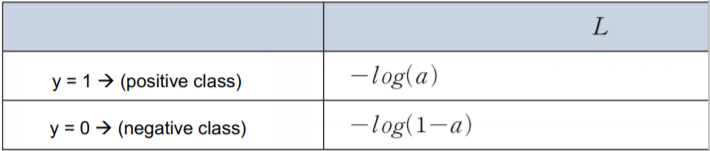 L
y = 1 → (positive class) −log(a)
y = 0 → (negative class) −log(1−a)